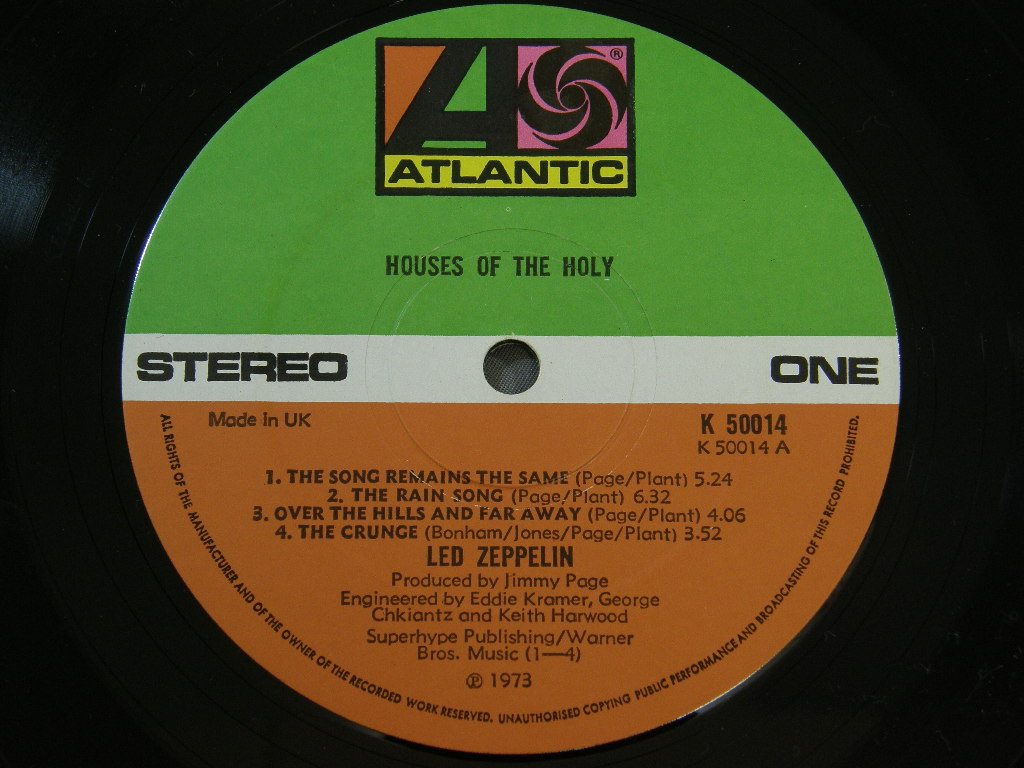 ®
ATLANTIC
HOUSES OF THE HOLY
STEREO
ONE
Made in UK
K 50014
K 50014 A
1. THE SONG REMAINS THE SAME (Page/Plant) 5.24
2. THE RAIN SONG (Page/Plant) 6.32
3. OVER THE HILLS AND FAR AWAY (Page/Plant) 4.06
4. THE CRUNGE (Bonham/Jones/Page/Plant) 3.52
LED ZEPPELIN
Produced by Jimmy Page
Engineered by Eddie Kramer, George
Chkiantz and Keith Harwood
Superhype Publishing/Warner
Bros. Music (1—4)
℗ 1973
ALL RIGHTS OF THE MANUFACTURER AND OF THE OWNER OF THE RECORDED WORK RESERVED. UNAUTHORISED COPYING PUBLIC PERFORMANCE AND BROADCASTING OF THIS RECORD PROHIBITED.